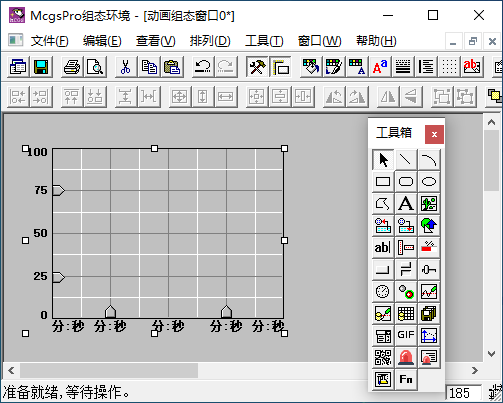 McgsPro组态环境 - [动画组态窗口0*]
文件(F) 编辑(E) 查看(V) 排列(D) 工具(T) 窗口(W) 帮助(H)
工具箱 x
A
ab|
GIF
Fn
100
75
50
25
0
分:秒 分:秒 分:秒 分:秒 分:秒
准备就绪,等待操作。 185